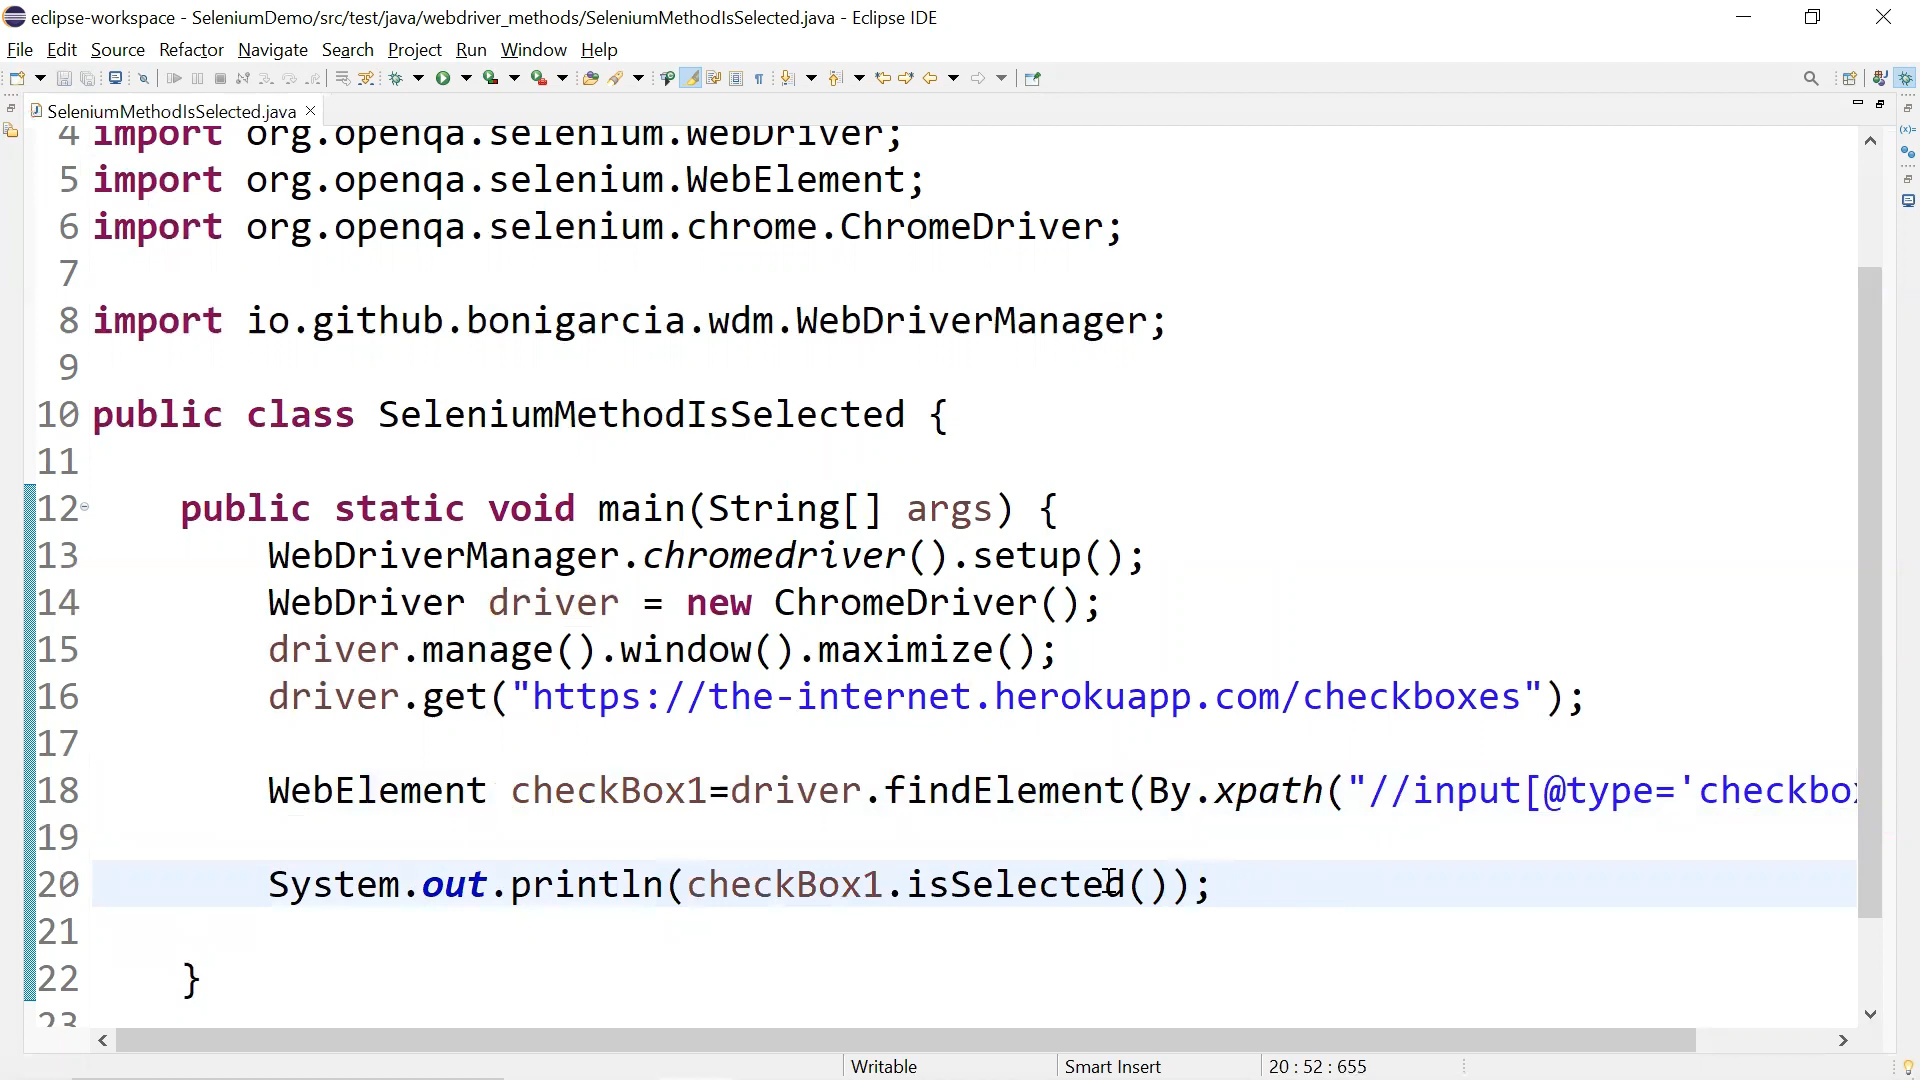 eclipse-workspace - SeleniumDemo/src/test/java/webdriver_methods/SeleniumMethodIsSelected.java - Eclipse IDE
File Edit Source Refactor Navigate Search Project Run Window Help
SeleniumMethodIsSelected.java
4 import org.openqa.selenium.WebDriver;
5 import org.openqa.selenium.WebElement;
6 import org.openqa.selenium.chrome.ChromeDriver;
7
8 import io.github.bonigarcia.wdm.WebDriverManager;
9
10 public class SeleniumMethodIsSelected {
11
12 public static void main(String[] args) {
13 WebDriverManager.chromedriver().setup();
14 WebDriver driver = new ChromeDriver();
15 driver.manage().window().maximize();
16 driver.get("https://the-internet.herokuapp.com/checkboxes");
17
18 WebElement checkBox1=driver.findElement(By.xpath("//input[@type='checkbo
19
20 System.out.println(checkBox1.isSelected());
21
22 }
23
Writable Smart Insert 20 : 52 : 655